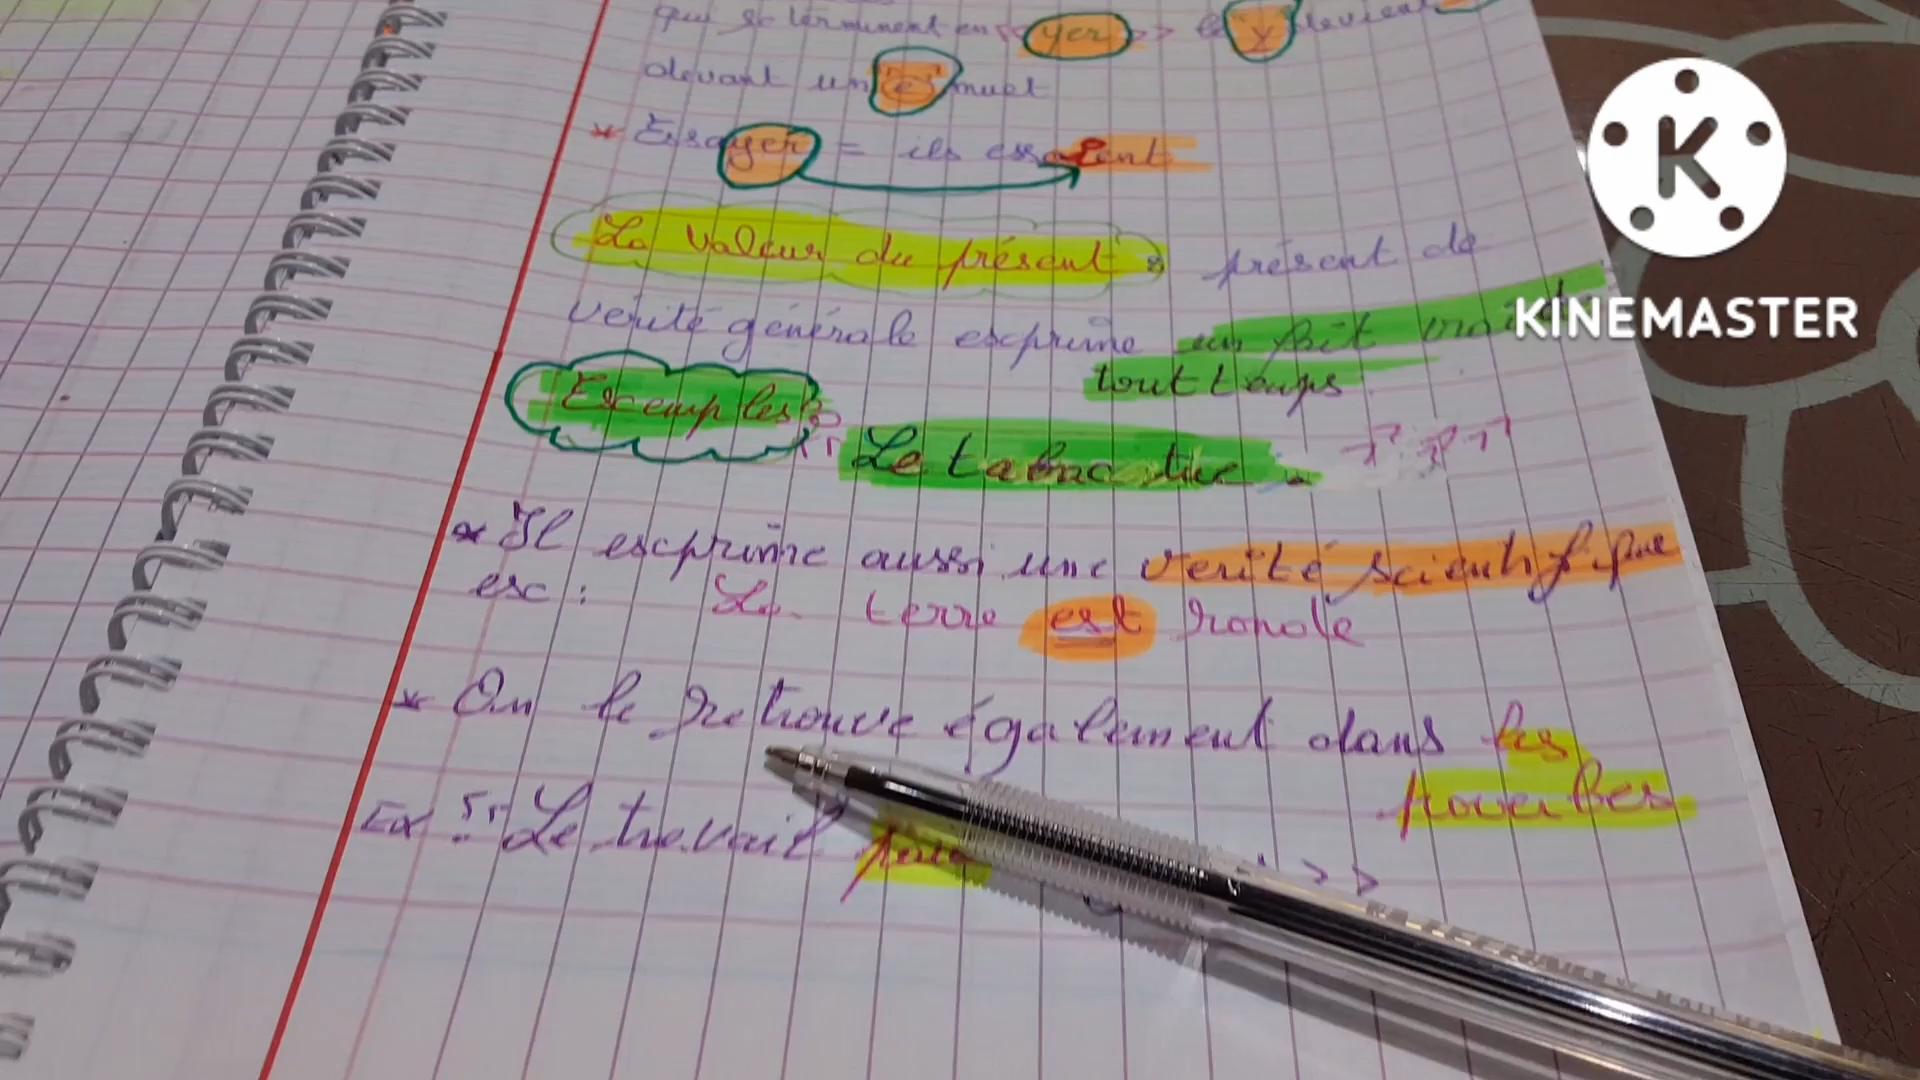 qui se terminent en << yer >> le y devient
devant un "e" muet
* Essayer = ils essaient
La valeur du présent : présent de
vérité générale exprime un fait vrai de
tout temps.
Exemples : << Le tabac tue. >>
* Il exprime aussi une vérité scientifique
ex : La terre est ronde
* On le retrouve également dans les
proverbes
Ex : << Le travail >>
KINEMASTER